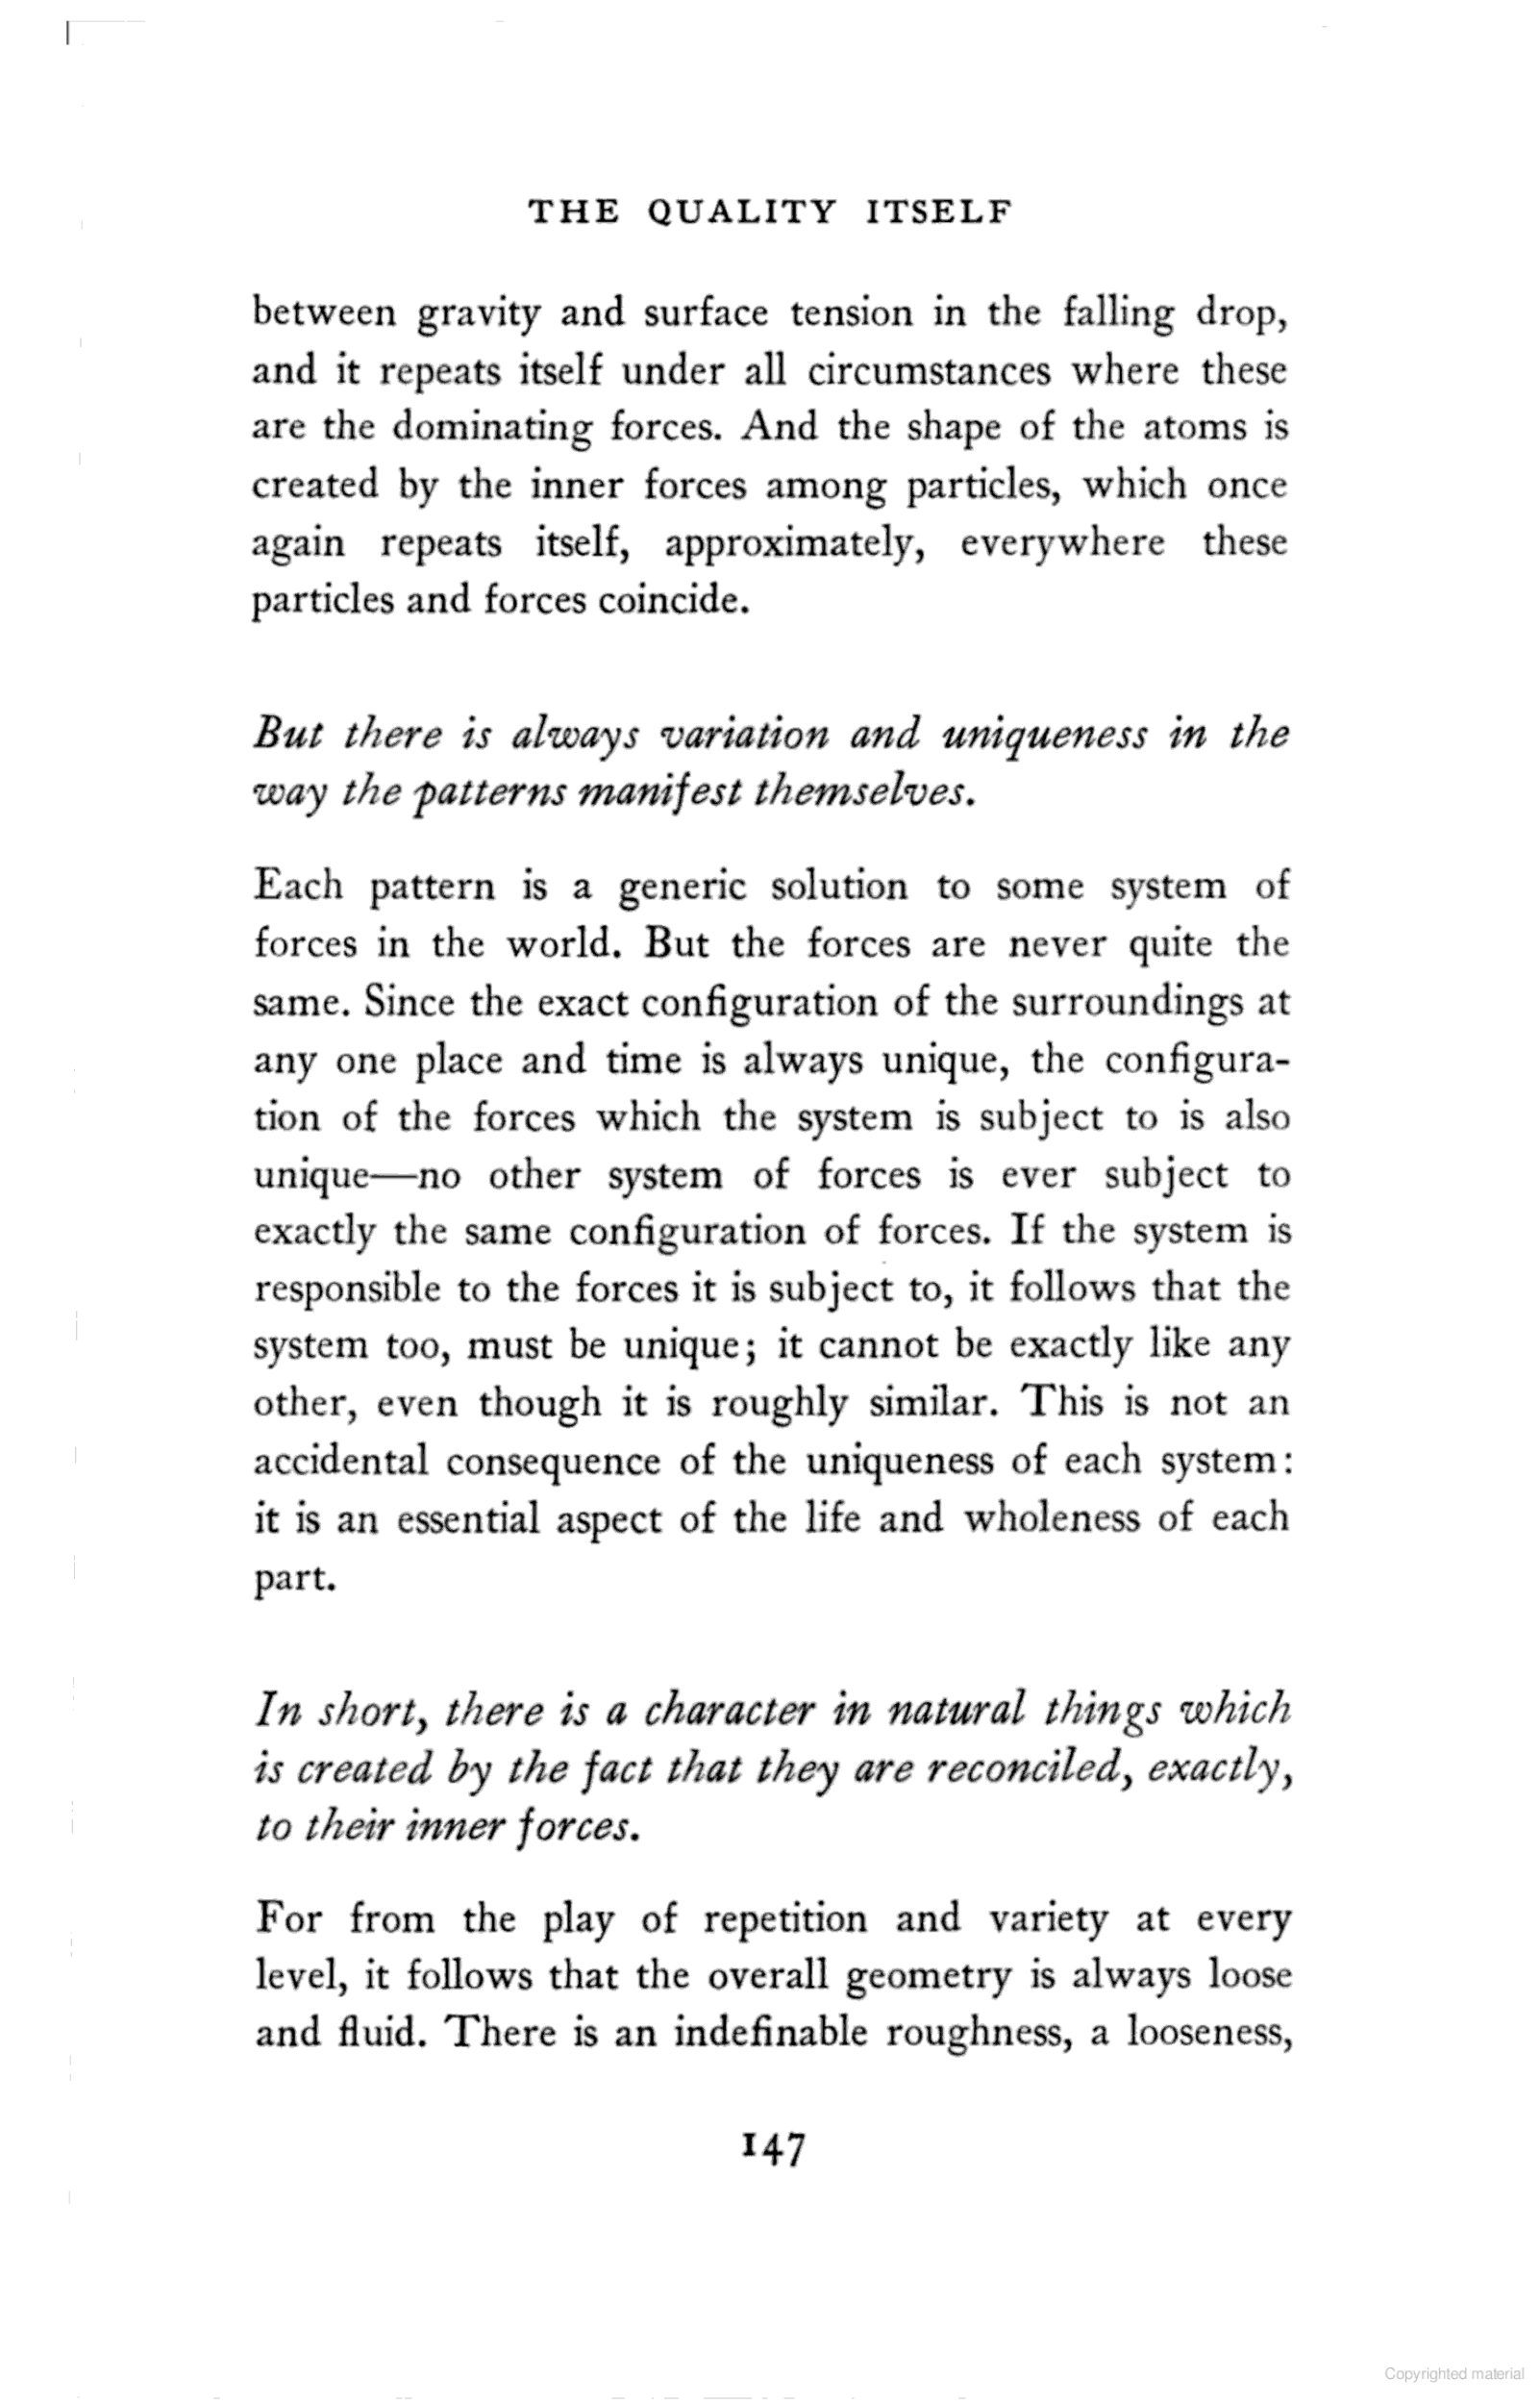 THE QUALITY ITSELF
between gravity and surface tension in the falling drop,
and it repeats itself under all circumstances where these
are the dominating forces. And the shape of the atoms is
created by the inner forces among particles, which once
again repeats itself, approximately, everywhere these
particles and forces coincide.
But there is always variation and uniqueness in the
way the patterns manifest themselves.
Each pattern is a generic solution to some system of
forces in the world. But the forces are never quite the
same. Since the exact configuration of the surroundings at
any one place and time is always unique, the configura-
tion of the forces which the system is subject to is also
unique—no other system of forces is ever subject to
exactly the same configuration of forces. If the system is
responsible to the forces it is subject to, it follows that the
system too, must be unique; it cannot be exactly like any
other, even though it is roughly similar. This is not an
accidental consequence of the uniqueness of each system:
it is an essential aspect of the life and wholeness of each
part.
In short, there is a character in natural things which
is created by the fact that they are reconciled, exactly,
to their inner forces.
For from the play of repetition and variety at every
level, it follows that the overall geometry is always loose
and fluid. There is an indefinable roughness, a looseness,
147
Copyrighted material